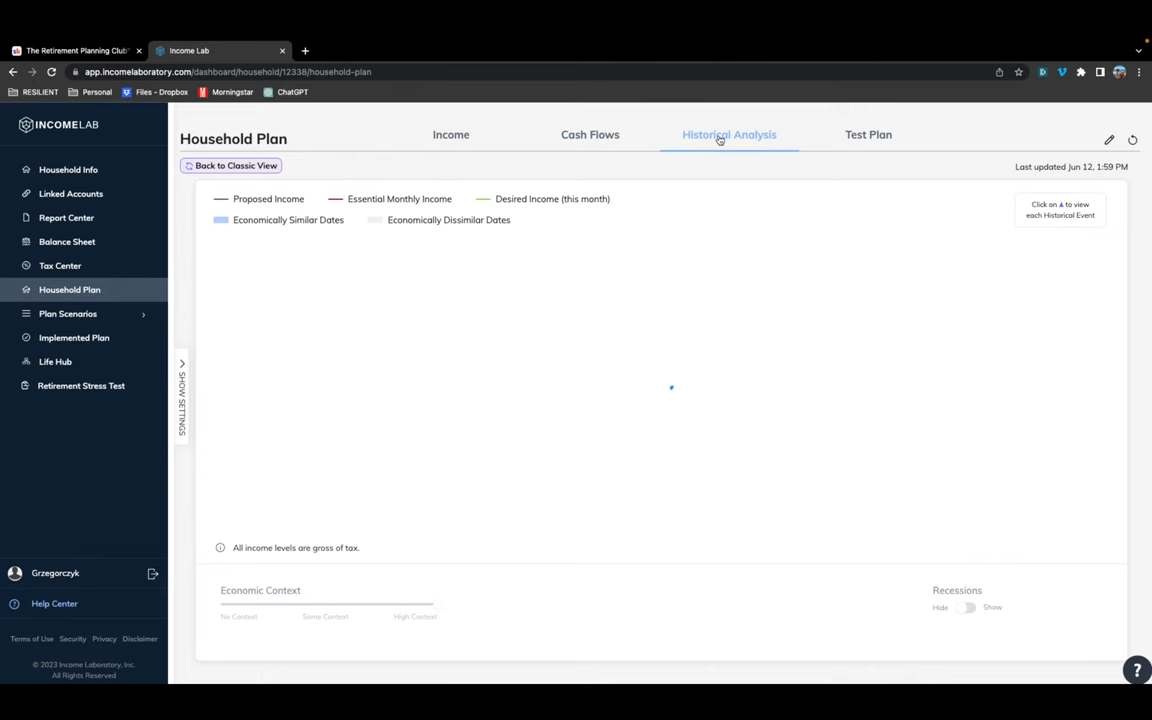 The Retirement Planning Club"
Income Lab
app.incomelaboratory.com/dashboard/household/12338/household-plan
RESILIENT
Personal
Files - Dropbox
Morningstar
ChatGPT
INCOMELAB
Household Info
Linked Accounts
Report Center
Balance Sheet
Tax Center
Household Plan
Plan Scenarios
Implemented Plan
Life Hub
Retirement Stress Test
Grzegorczyk
Help Center
Terms of Use Security Privacy Disclaimer
© 2023 Income Laboratory, Inc.
All Rights Reserved
Household Plan
Income
Cash Flows
Historical Analysis
Test Plan
Back to Classic View
Last updated Jun 12, 1:59 PM
SHOW SETTINGS
Proposed Income
Essential Monthly Income
Desired Income (this month)
Economically Similar Dates
Economically Dissimilar Dates
Click on ▲ to view
each Historical Event
All income levels are gross of tax.
Economic Context
No Context
Some Context
High Context
Recessions
Hide
Show
?